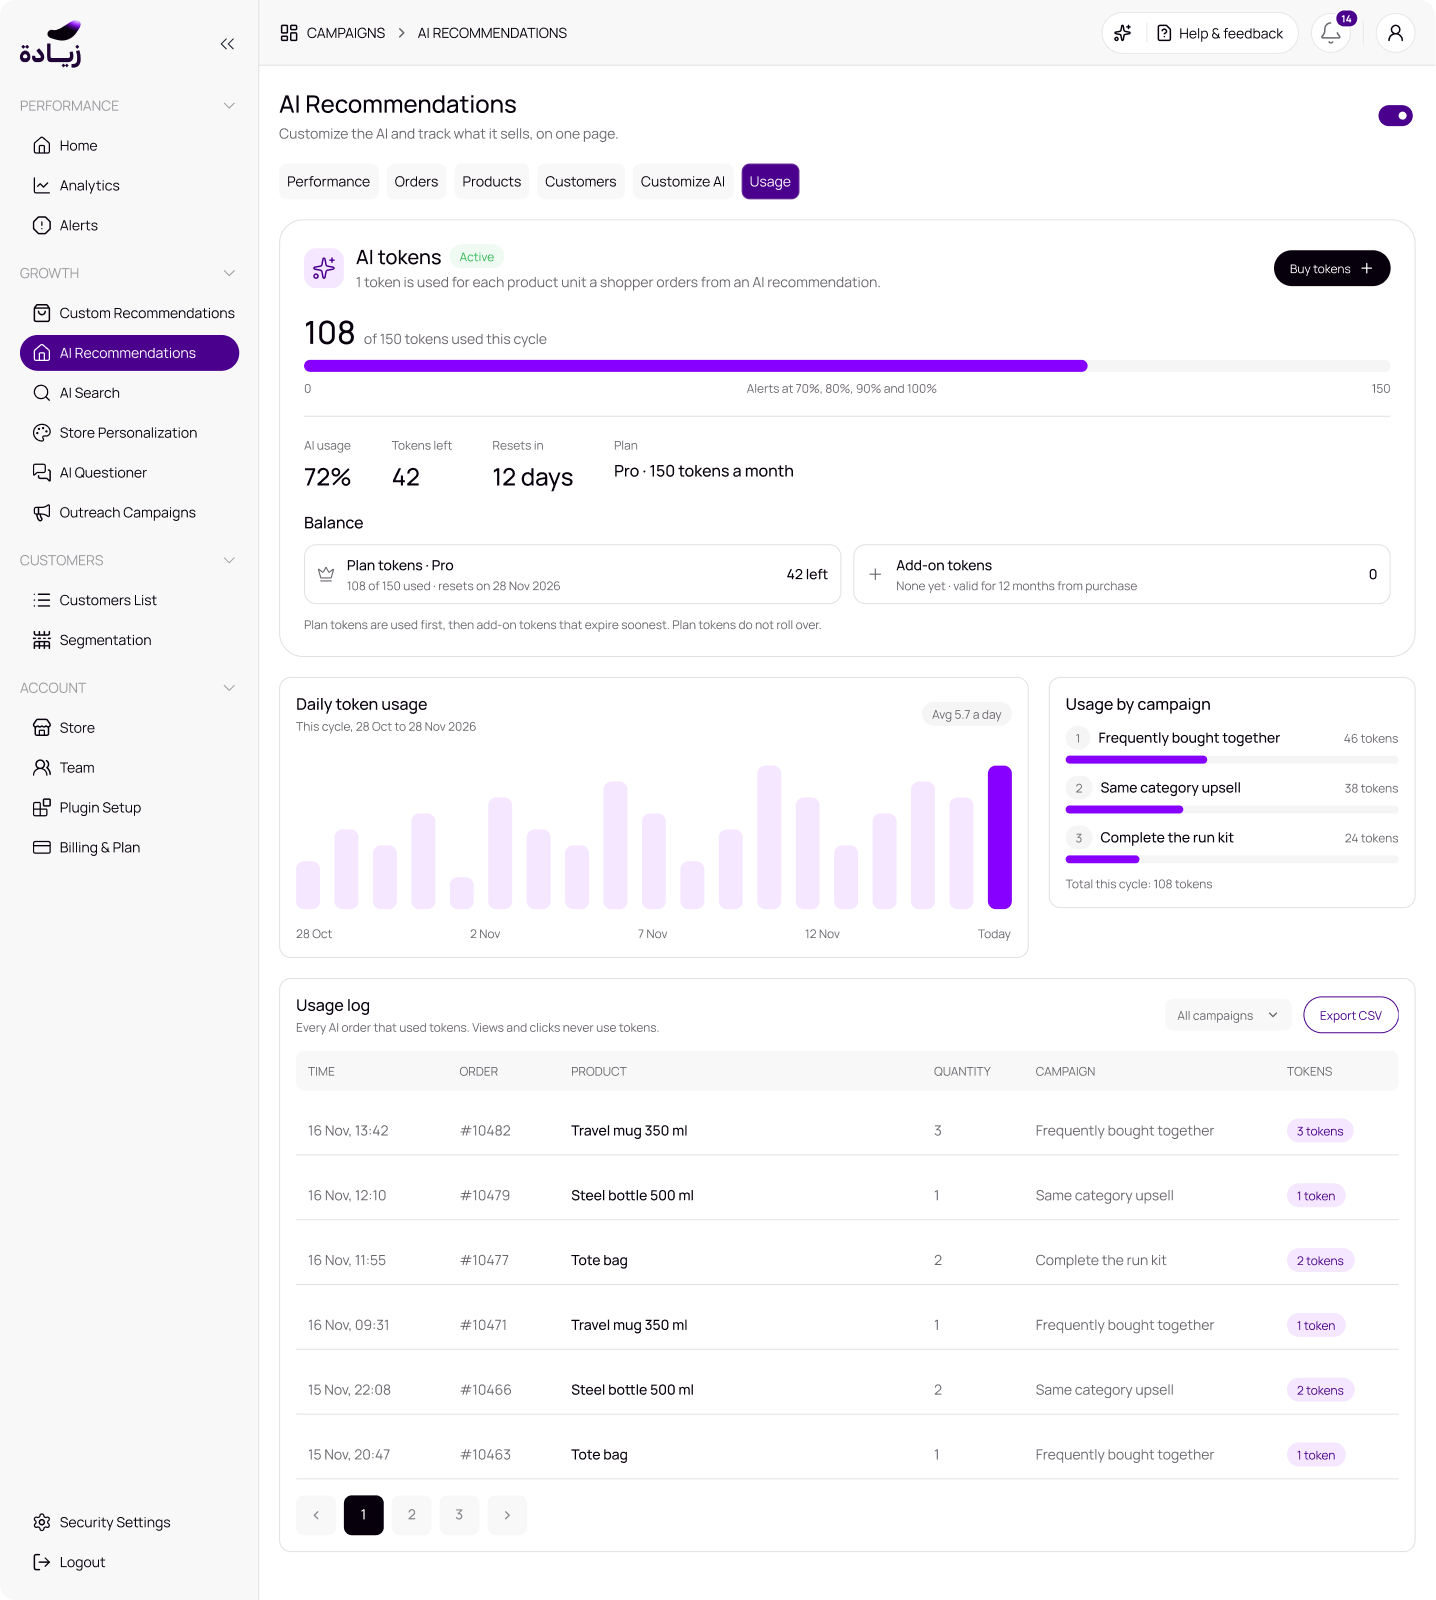 زيادة
PERFORMANCE
Home
Analytics
Alerts
GROWTH
Custom Recommendations
AI Recommendations
AI Search
Store Personalization
AI Questioner
Outreach Campaigns
CUSTOMERS
Customers List
Segmentation
ACCOUNT
Store
Team
Plugin Setup
Billing & Plan
Security Settings
Logout
CAMPAIGNS > AI RECOMMENDATIONS
Help & feedback
14
AI Recommendations
Customize the AI and track what it sells, on one page.
Performance Orders Products Customers Customize AI Usage
AI tokens Active
1 token is used for each product unit a shopper orders from an AI recommendation.
Buy tokens +
108 of 150 tokens used this cycle
0 Alerts at 70%, 80%, 90% and 100% 150
AI usage Tokens left Resets in Plan
72% 42 12 days Pro · 150 tokens a month
Balance
Plan tokens · Pro
108 of 150 used · resets on 28 Nov 2026
42 left
Add-on tokens
None yet · valid for 12 months from purchase
0
Plan tokens are used first, then add-on tokens that expire soonest. Plan tokens do not roll over.
Daily token usage
This cycle, 28 Oct to 28 Nov 2026
Avg 5.7 a day
28 Oct 2 Nov 7 Nov 12 Nov Today
Usage by campaign
1 Frequently bought together 46 tokens
2 Same category upsell 38 tokens
3 Complete the run kit 24 tokens
Total this cycle: 108 tokens
Usage log
Every AI order that used tokens. Views and clicks never use tokens.
All campaigns
Export CSV
TIME ORDER PRODUCT QUANTITY CAMPAIGN TOKENS
16 Nov, 13:42 #10482 Travel mug 350 ml 3 Frequently bought together 3 tokens
16 Nov, 12:10 #10479 Steel bottle 500 ml 1 Same category upsell 1 token
16 Nov, 11:55 #10477 Tote bag 2 Complete the run kit 2 tokens
16 Nov, 09:31 #10471 Travel mug 350 ml 1 Frequently bought together 1 token
15 Nov, 22:08 #10466 Steel bottle 500 ml 2 Same category upsell 2 tokens
15 Nov, 20:47 #10463 Tote bag 1 Frequently bought together 1 token
‹ 1 2 3 ›